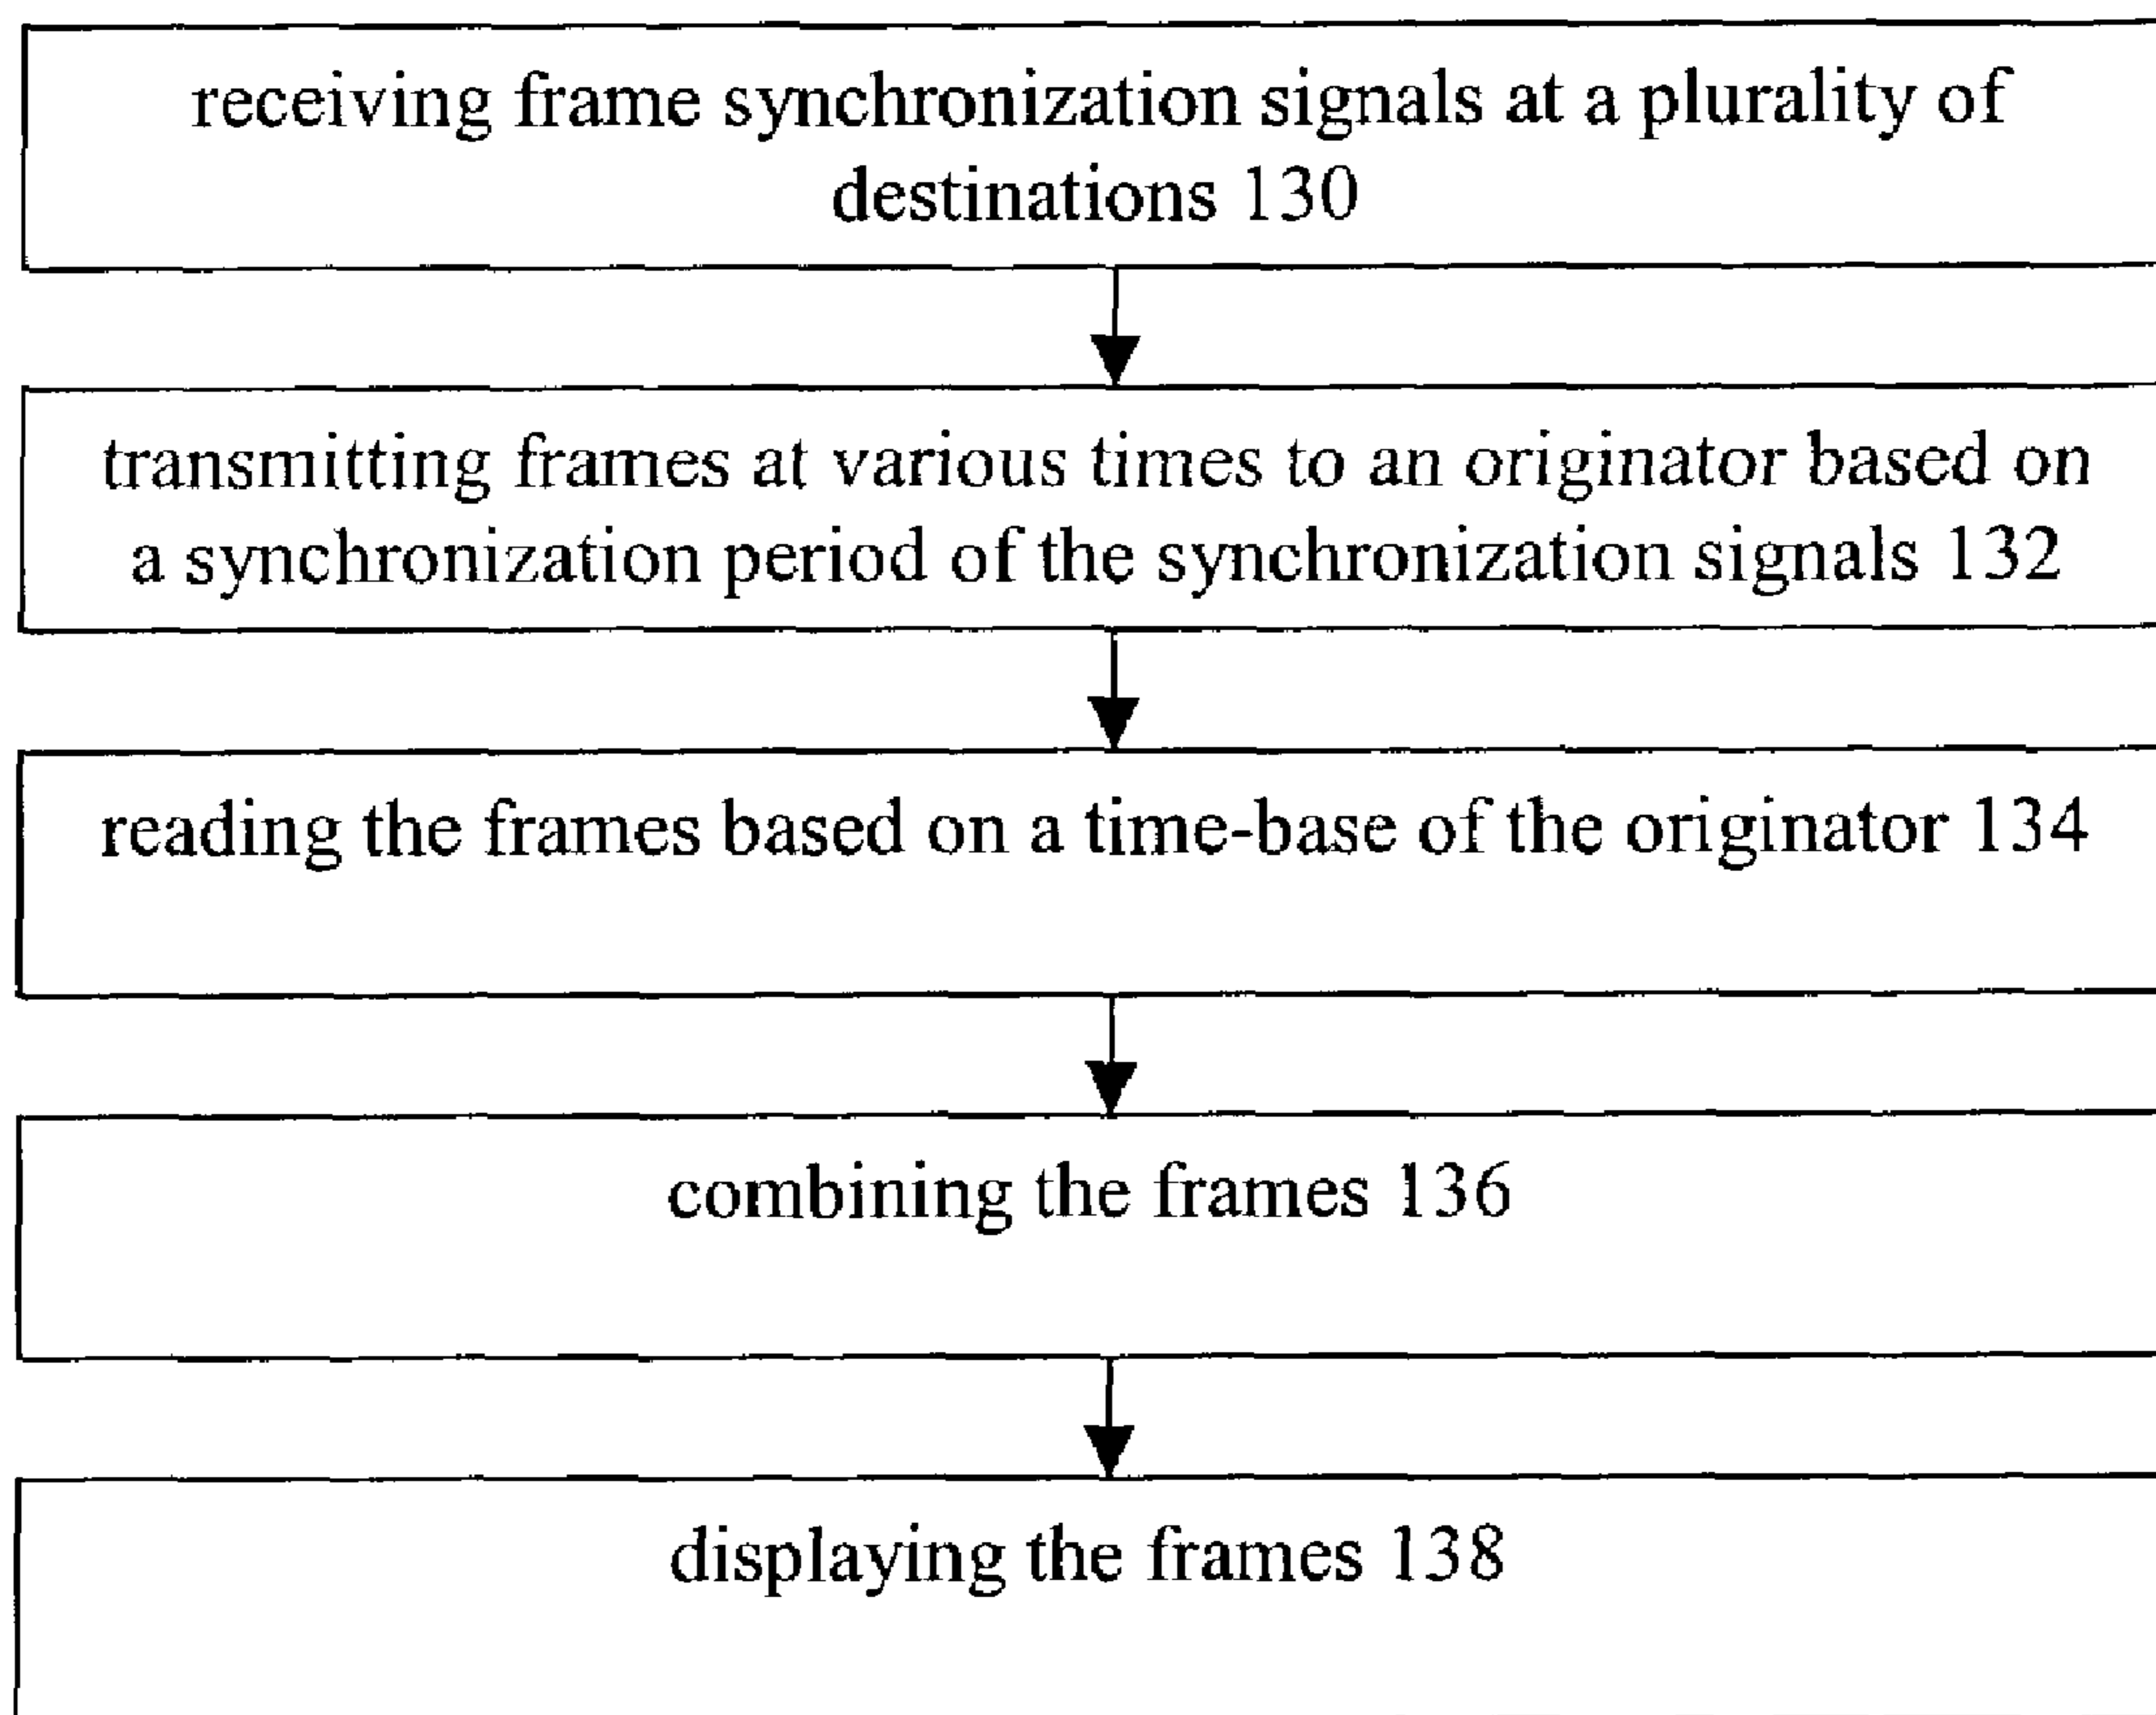 receiving frame synchronization signals at a plurality of
destinations 130
transmitting frames at various times to an originator based on
a synchronization period of the synchronization signals 132
reading the frames based on a time-base of the originator 134
combining the frames 136
displaying the frames 138